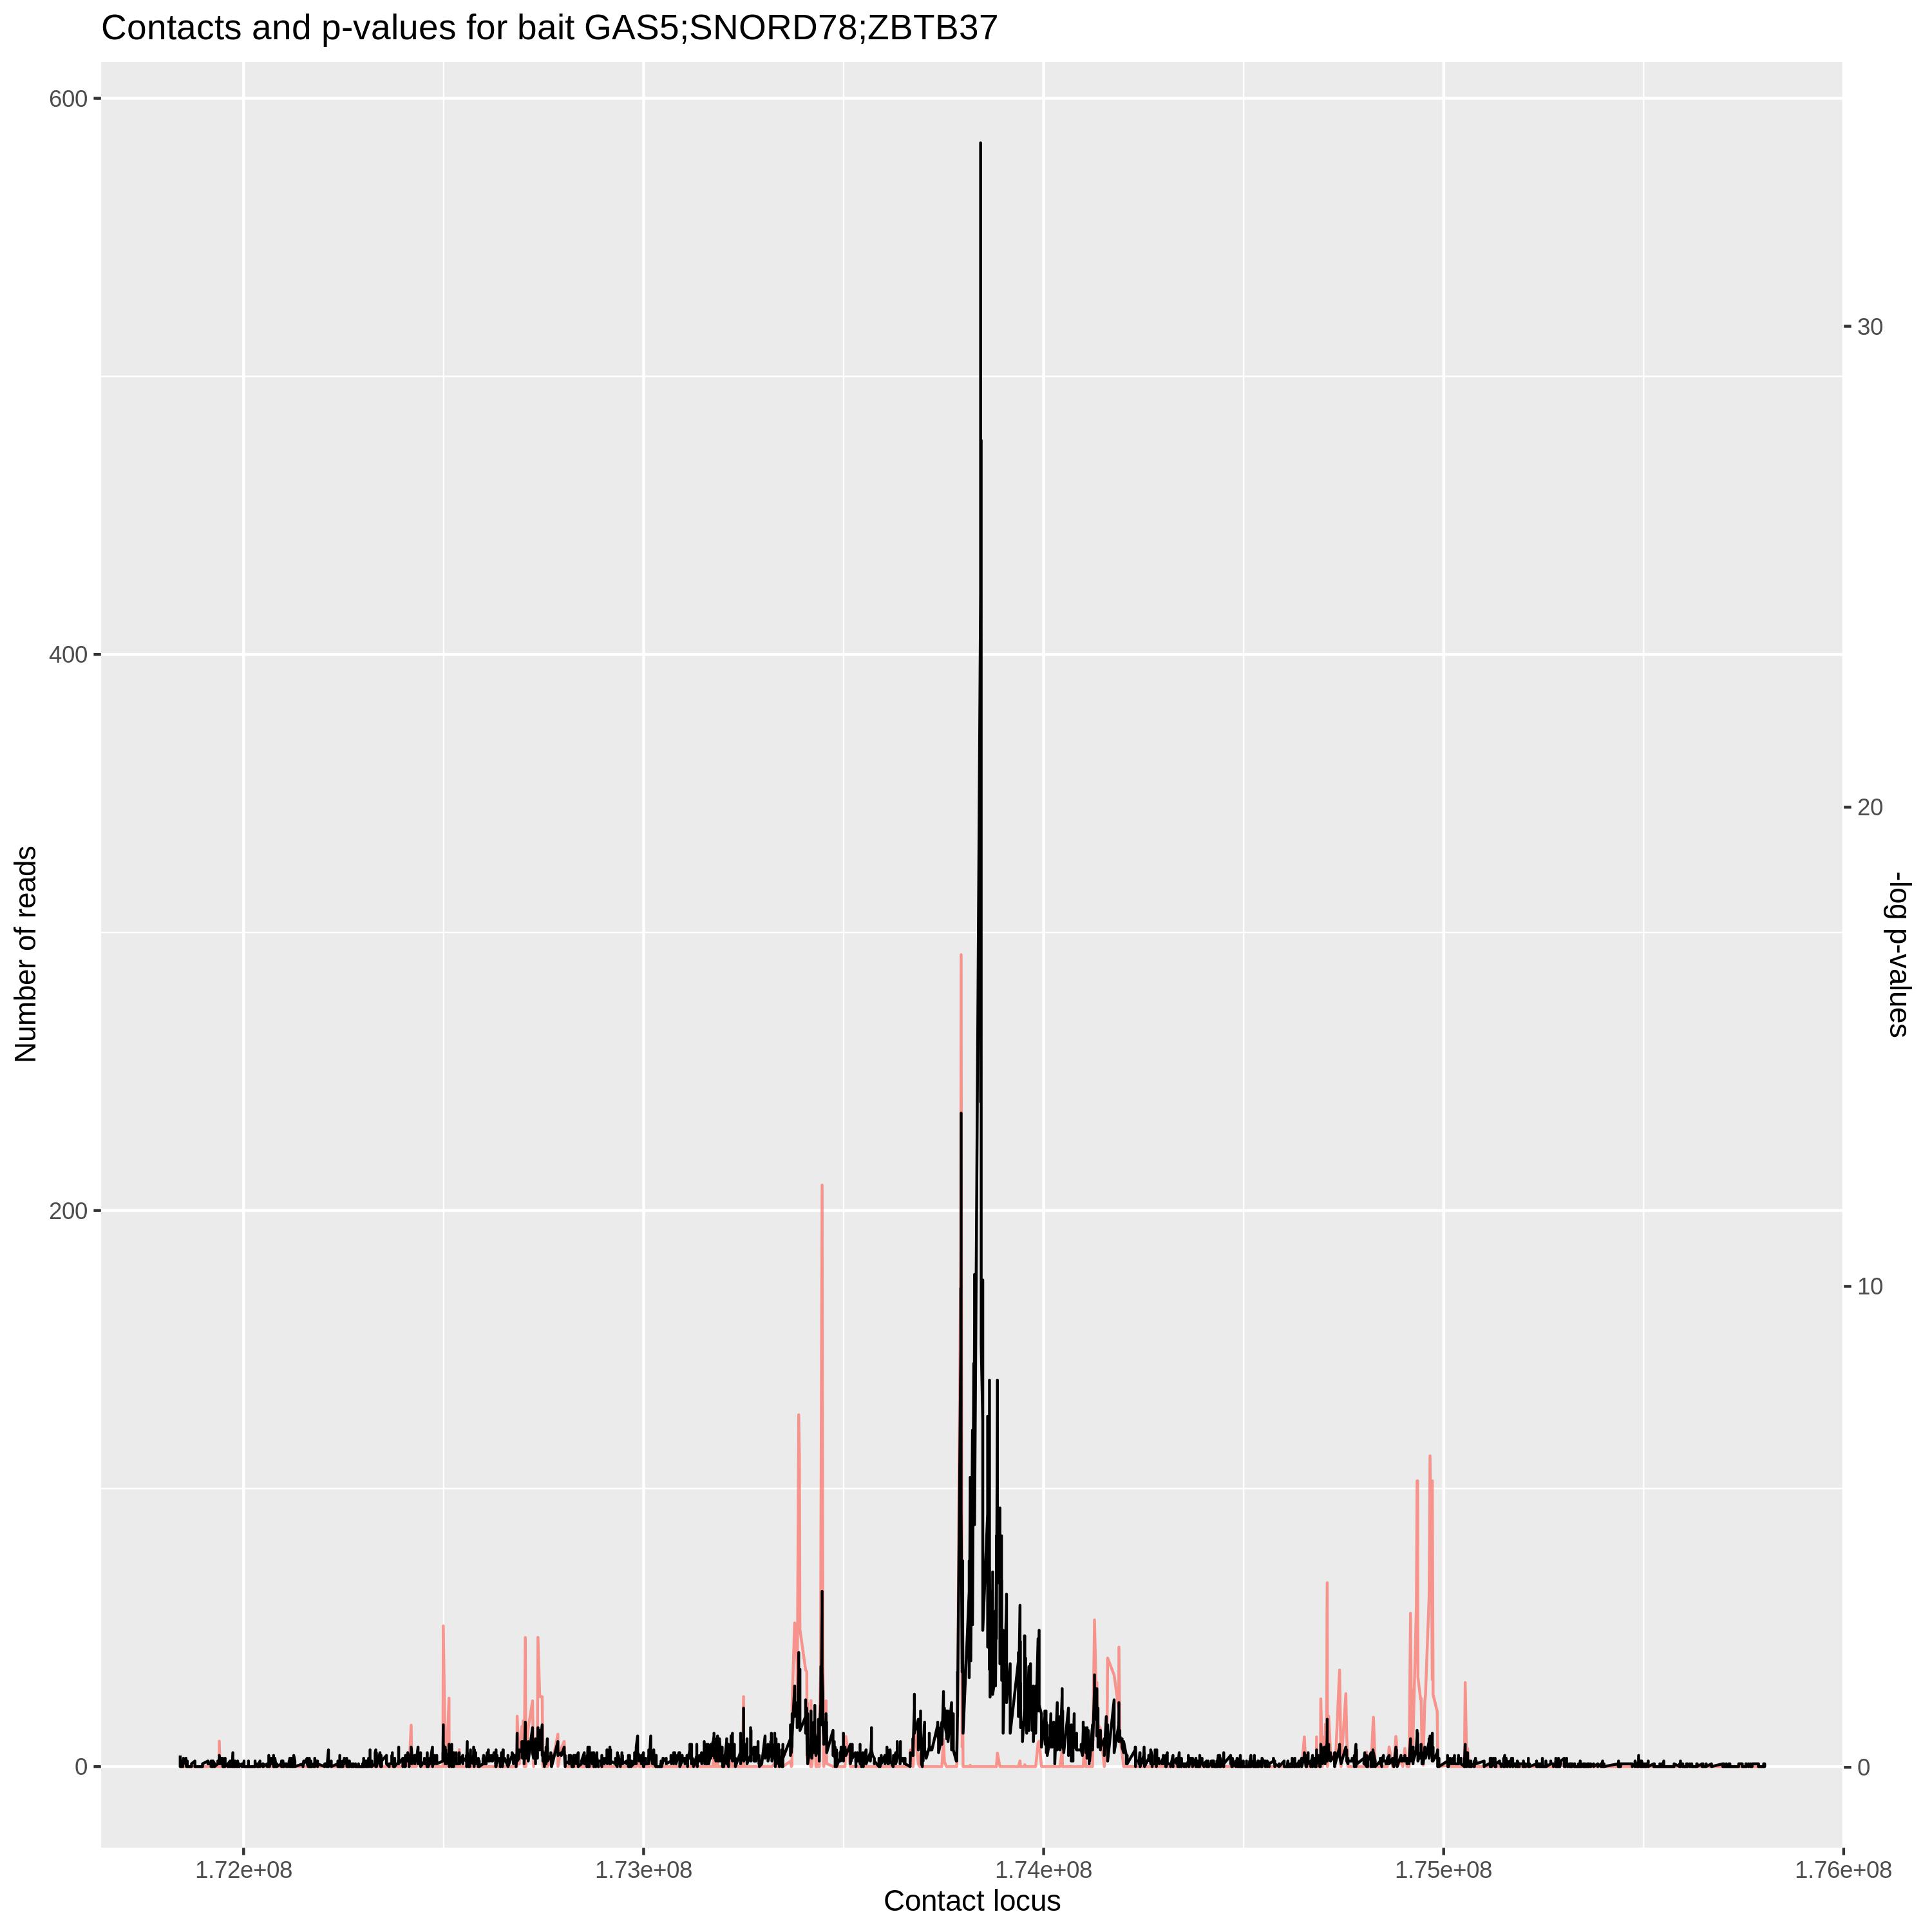 Contacts and p-values for bait GAS5;SNORD78;ZBTB37
600
400
200
0
Number of reads
30
20
10
0
-log p-values
1.72e+08 1.73e+08 1.74e+08 1.75e+08 1.76e+08
Contact locus